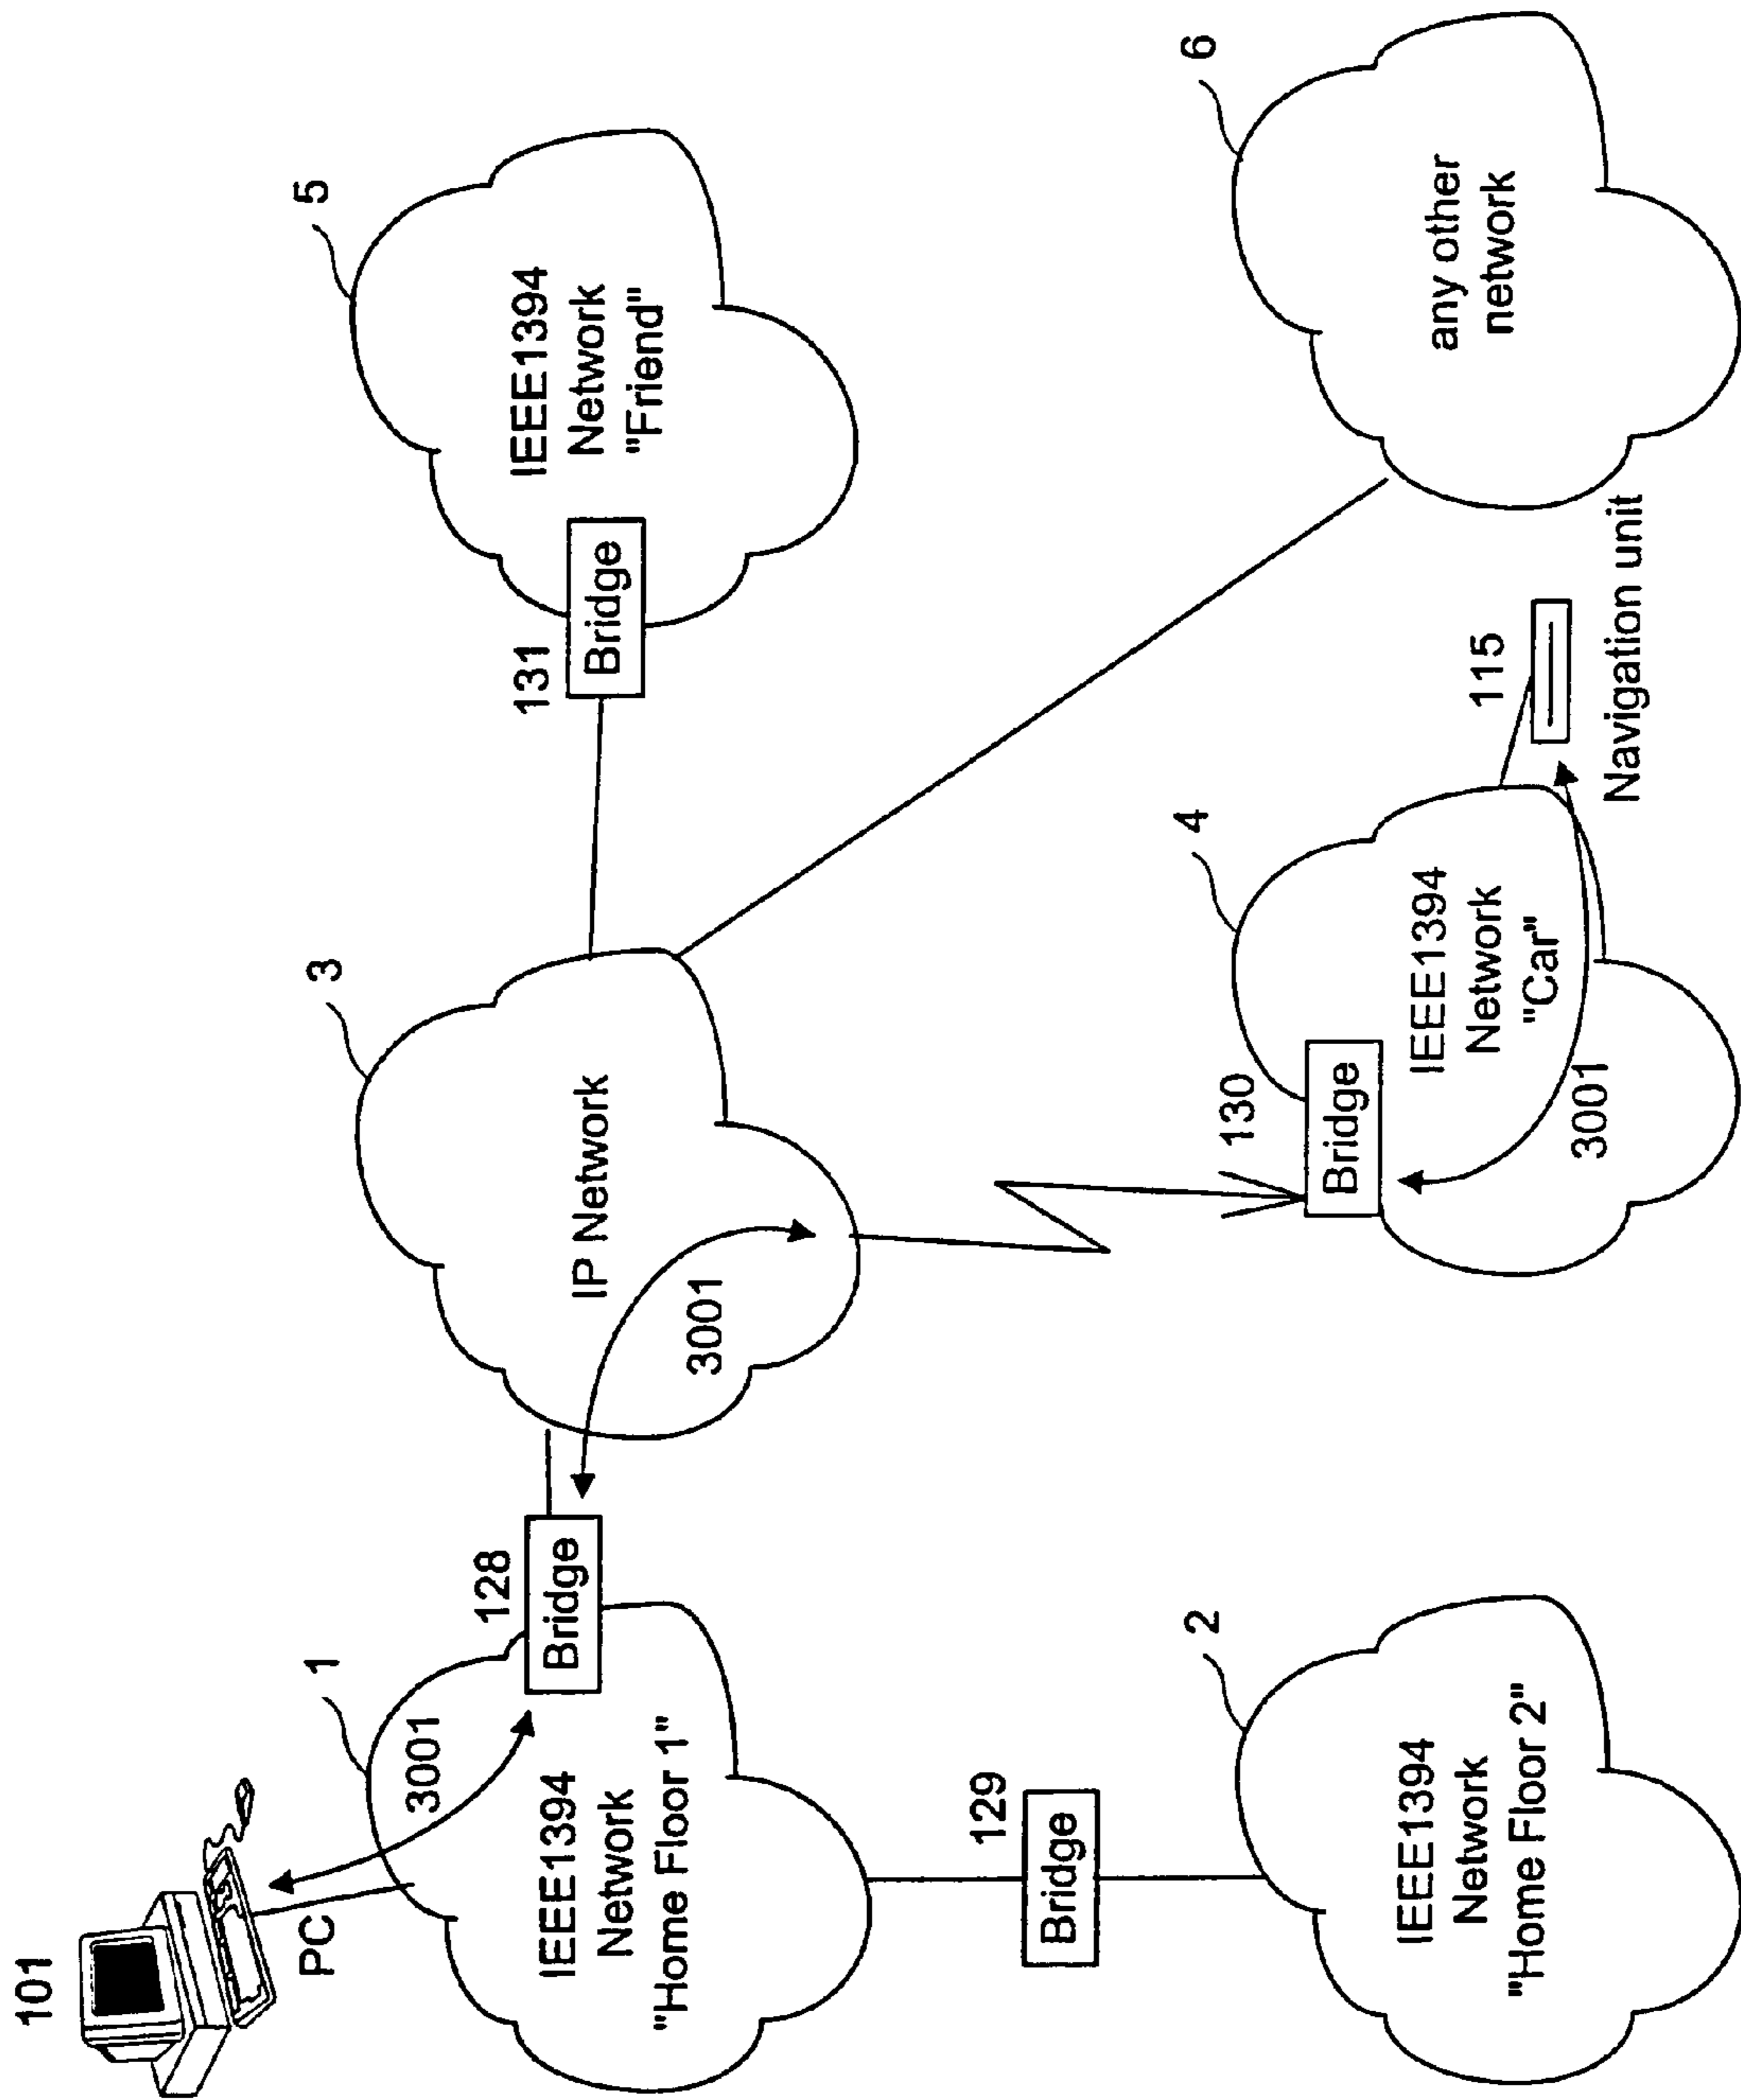 101
PC
3001
1
IEEE1394
Network
"Home Floor 1"
128
Bridge
3
IP Network
3001
131
Bridge
5
IEEE1394
Network
"Friend"
129
Bridge
2
IEEE1394
Network
"Home Floor 2"
130
Bridge
4
IEEE1394
Network
"Car"
3001
115
Navigation unit
6
any other
network